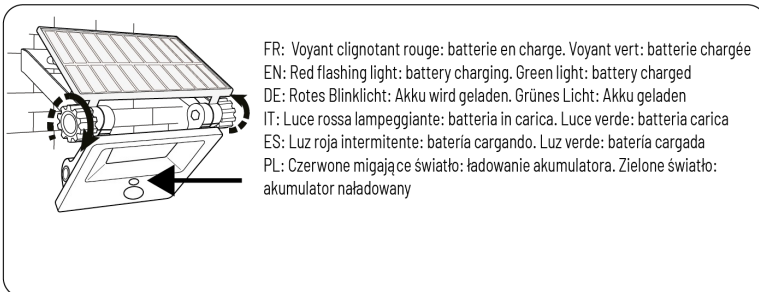 FR: Voyant clignotant rouge: batterie en charge. Voyant vert: batterie chargée
EN: Red flashing light: battery charging. Green light: battery charged
DE: Rotes Blinklicht: Akku wird geladen. Grünes Licht: Akku geladen
IT: Luce rossa lampeggiante: batteria in carica. Luce verde: batteria carica
ES: Luz roja intermitente: batería cargando. Luz verde: batería cargada
PL: Czerwone migające światło: ładowanie akumulatora. Zielone światło:
akumulator naładowany